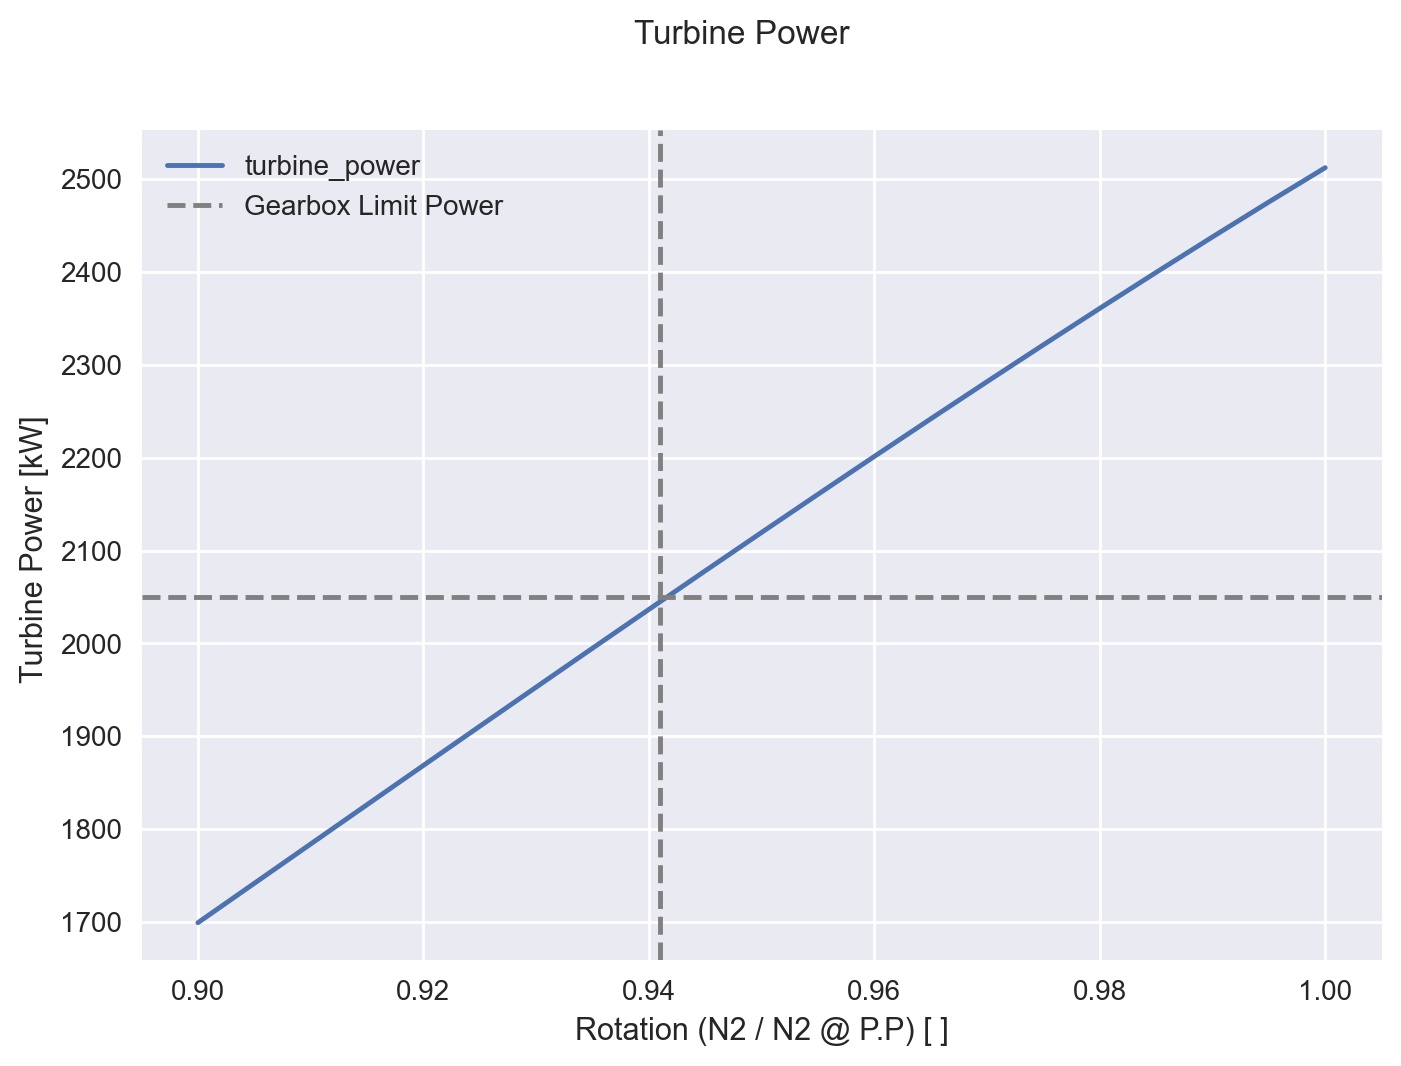 Turbine Power
turbine_power
Gearbox Limit Power
2500
2400
2300
2200
2100
2000
1900
1800
1700
Turbine Power [kW]
0.90 0.92 0.94 0.96 0.98 1.00
Rotation (N2 / N2 @ P.P) [ ]